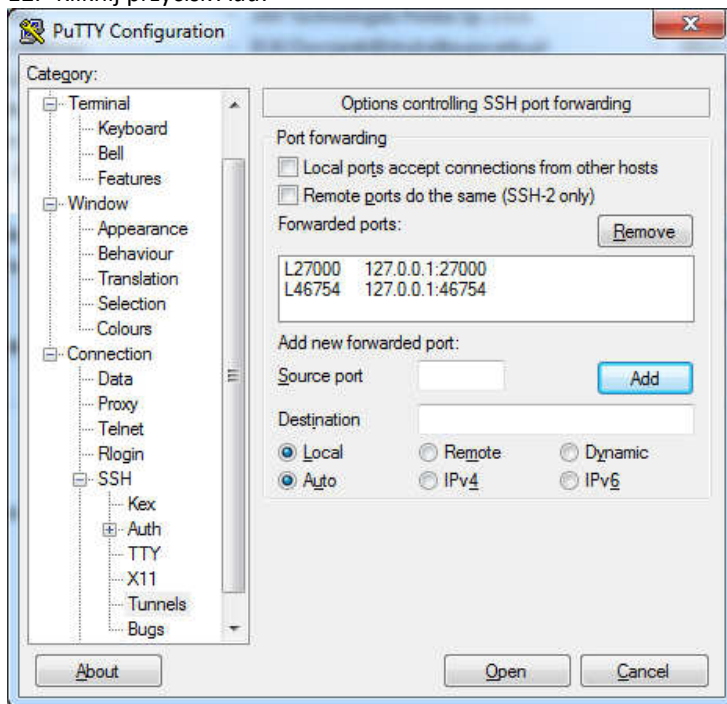 Kliknij przycisk Add.
PuTTY Configuration
Category:
Terminal
Keyboard
Bell
Features
Window
Appearance
Behaviour
Translation
Selection
Colours
Connection
Data
Proxy
Telnet
Rlogin
SSH
Kex
Auth
TTY
X11
Tunnels
Bugs
Options controlling SSH port forwarding
Port forwarding
Local ports accept connections from other hosts
Remote ports do the same (SSH-2 only)
Forwarded ports:
Remove
L27000 127.0.0.1:27000
L46754 127.0.0.1:46754
Add new forwarded port:
Source port
Add
Destination
Local Remote Dynamic
Auto IPv4 IPv6
About Open Cancel